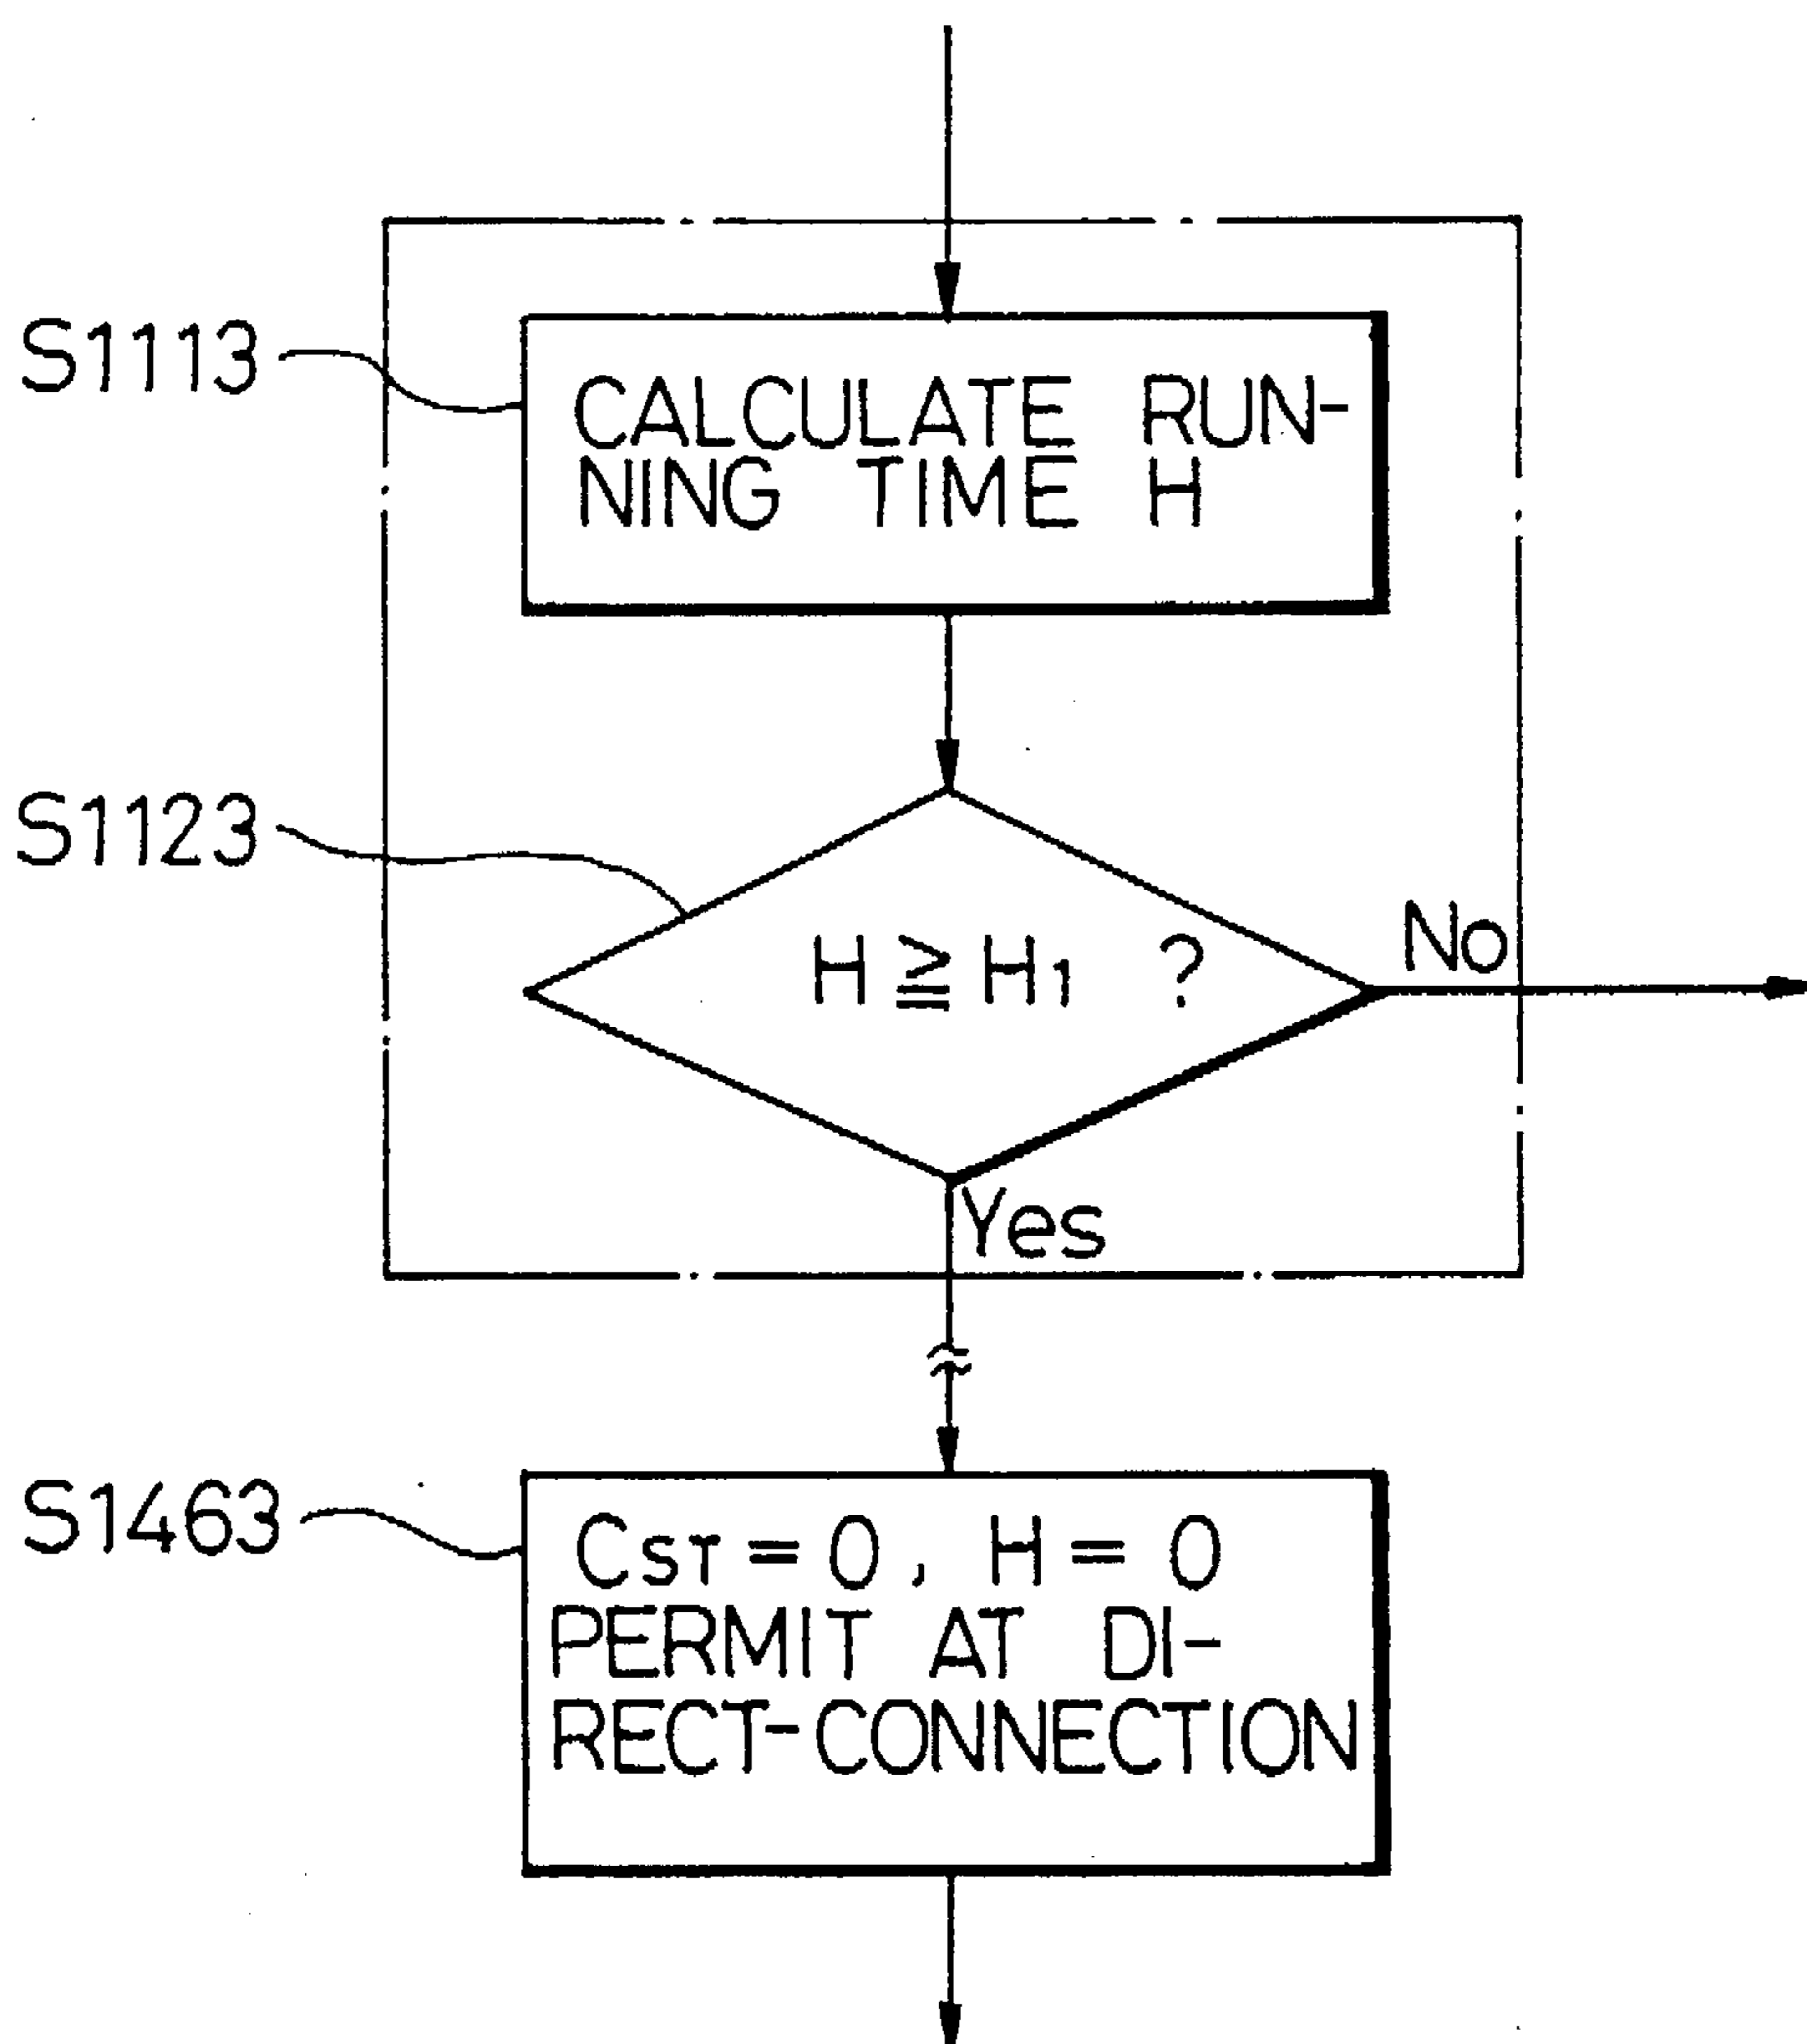 S1113
CALCULATE RUN-
NING TIME H
S1123
H ≧ H1 ?
No
Yes
S1463
CST = 0, H = 0
PERMIT AT DI-
RECT-CONNECTION